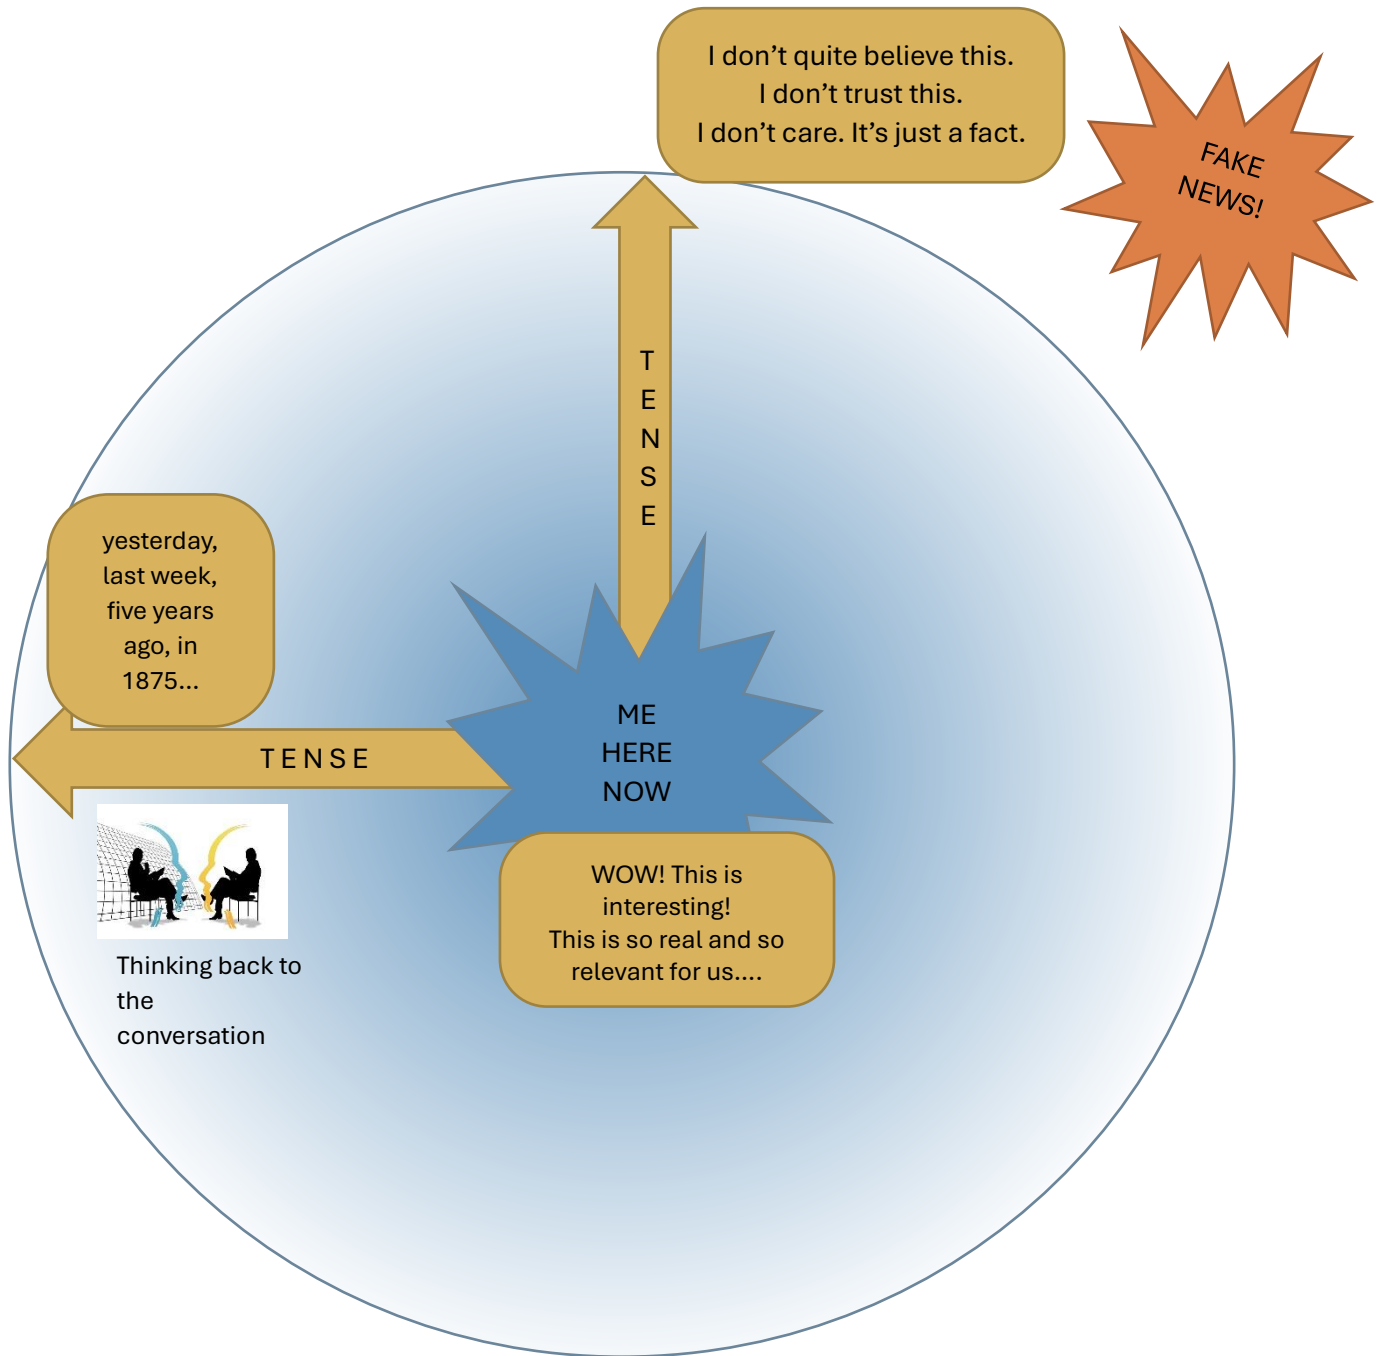 I don’t quite believe this.
I don’t trust this.
I don’t care. It’s just a fact.
FAKE
NEWS!
T
E
N
S
E
yesterday,
last week,
five years
ago, in
1875...
T E N S E
ME
HERE
NOW
WOW! This is
interesting!
This is so real and so
relevant for us....
Thinking back to
the
conversation